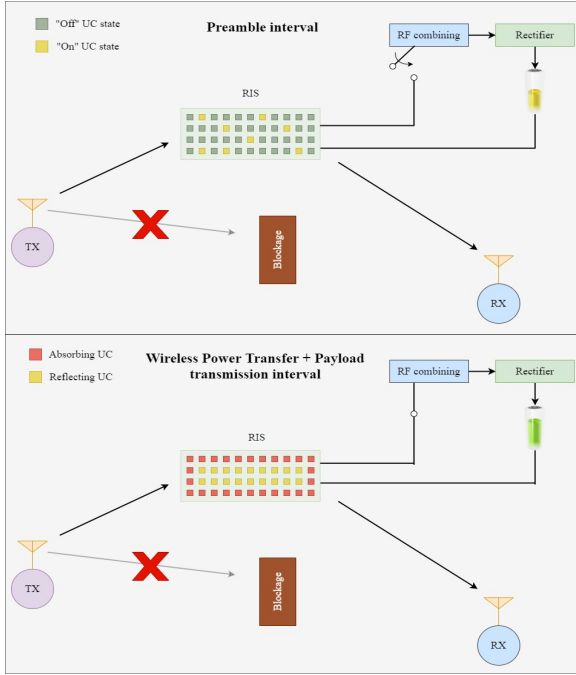 Preamble interval
"Off" UC state
"On" UC state
RF combining
Rectifier
RIS
TX
Blockage
RX
Absorbing UC
Reflecting UC
Wireless Power Transfer + Payload
transmission interval
RF combining
Rectifier
RIS
TX
Blockage
RX